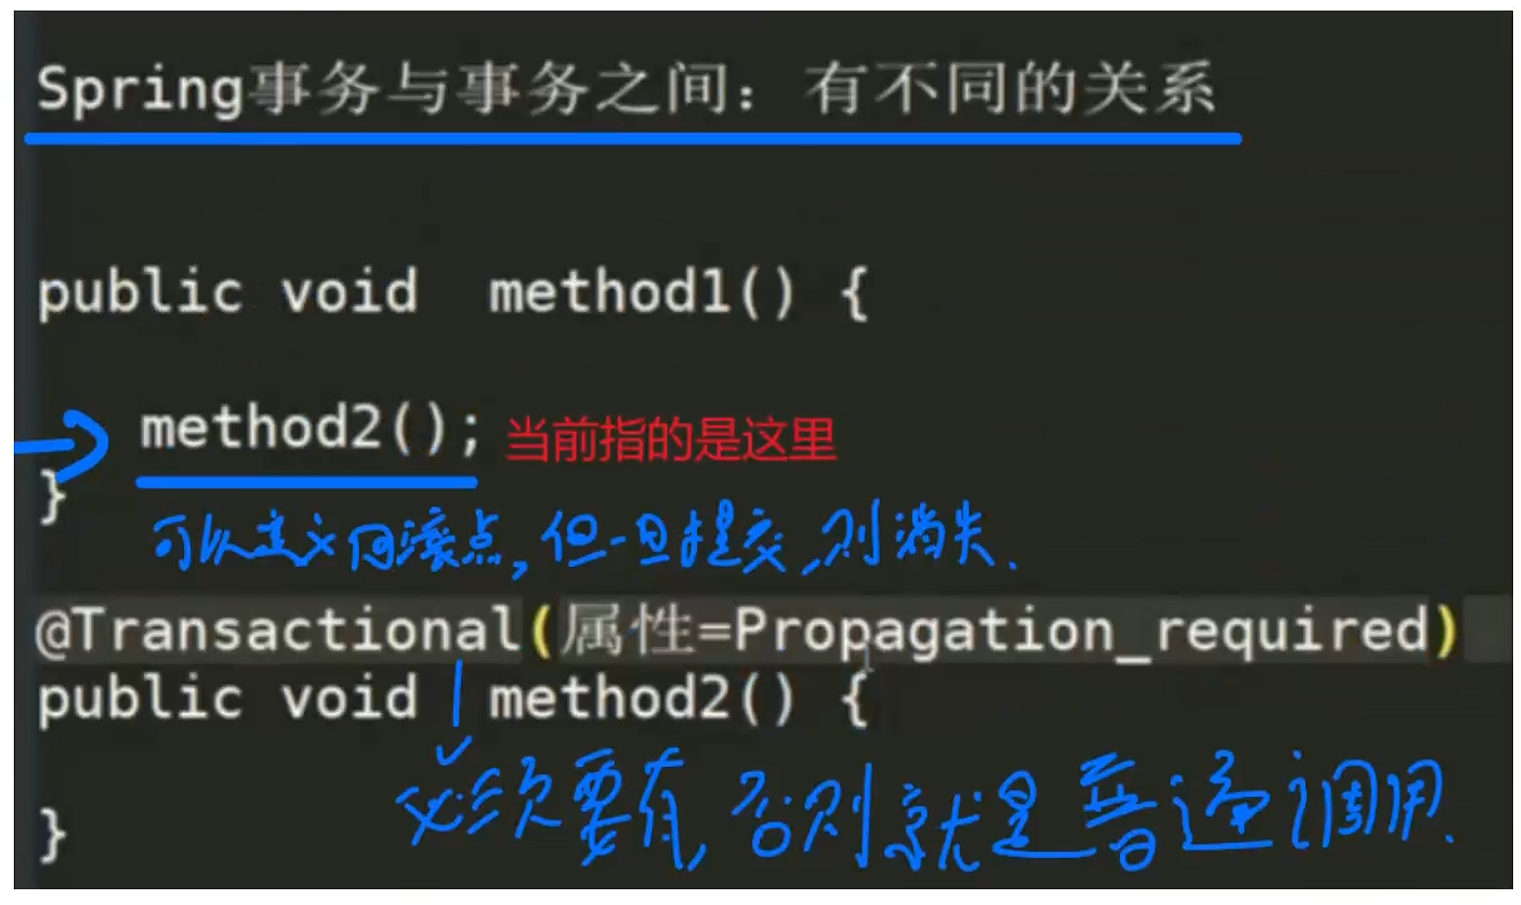 Spring事务与事务之间：有不同的关系
public void  method1() {
method2(); 当前指的是这里
}
可以定义回滚点,但一旦提交,则消失.
@Transactional(属性=Propagation_required)
public void  method2() {
必须要有,否则就是普通调用.
}